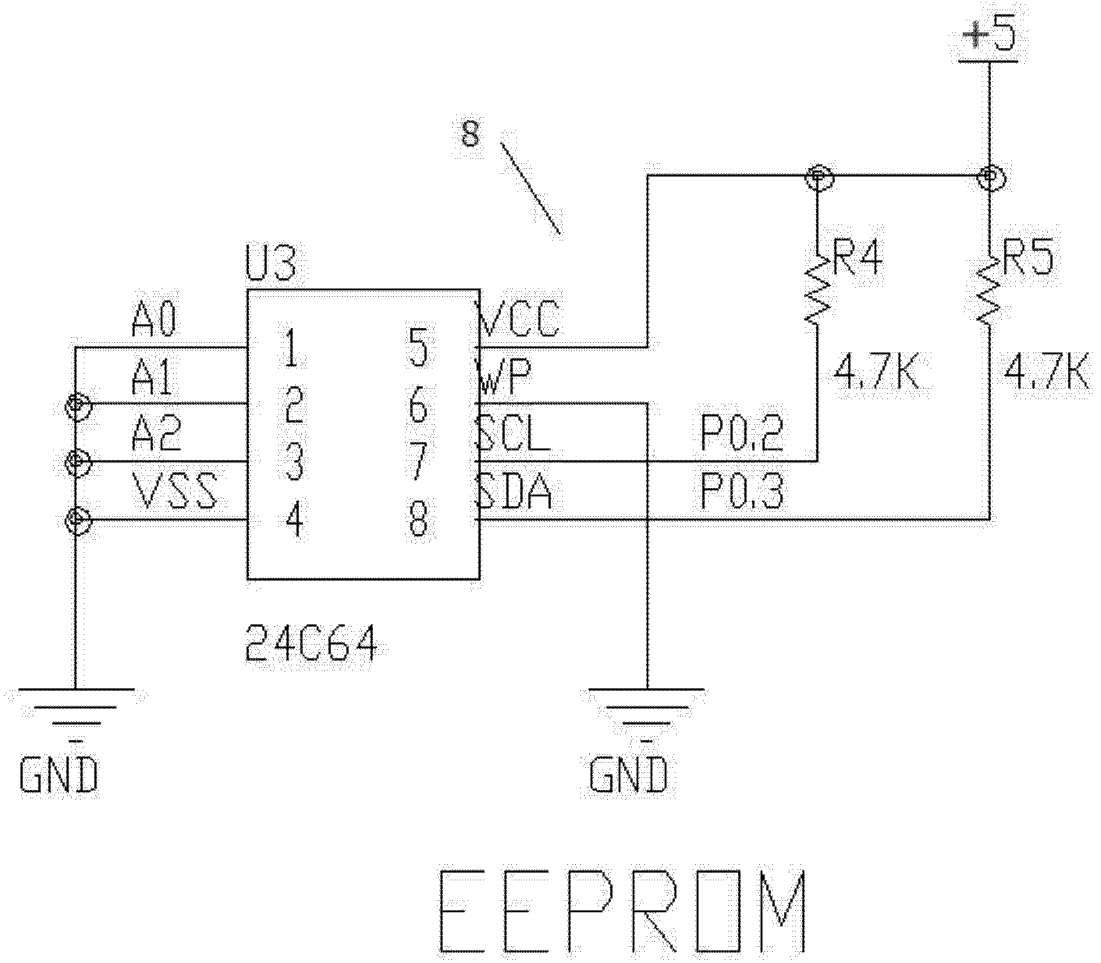 +5
8
U3
R4
R5
A0
VCC
1
5
4.7K
4.7K
A1
WP
2
6
A2
SCL
P0.2
3
7
VSS
SDA
P0.3
4
8
24C64
GND
GND
EEPROM